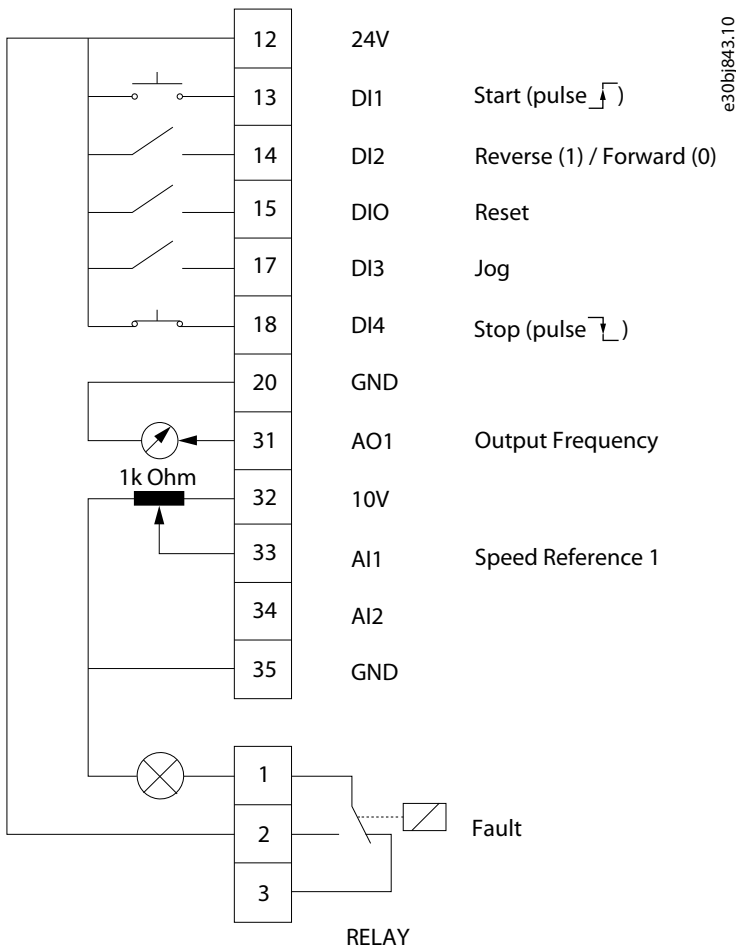 12 24V
13 DI1 Start (pulse )
14 DI2 Reverse (1) / Forward (0)
15 DIO Reset
17 DI3 Jog
18 DI4 Stop (pulse )
20 GND
31 AO1 Output Frequency
1k Ohm
32 10V
33 AI1 Speed Reference 1
34 AI2
35 GND
1
2 Fault
3
RELAY
e30bj843.10